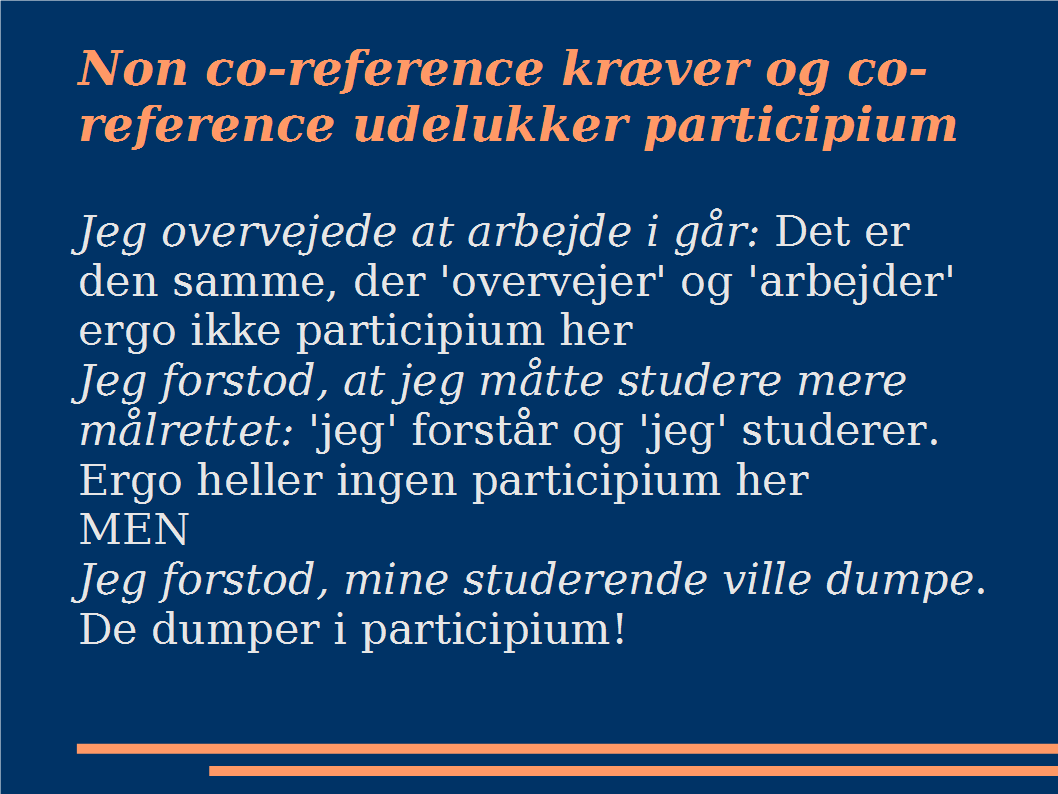 Non co-reference kræver og co-
reference udelukker participium
Jeg overvejede at arbejde i går: Det er
den samme, der 'overvejer' og 'arbejder'
ergo ikke participium her
Jeg forstod, at jeg måtte studere mere
målrettet: 'jeg' forstår og 'jeg' studerer.
Ergo heller ingen participium her
MEN
Jeg forstod, mine studerende ville dumpe.
De dumper i participium!